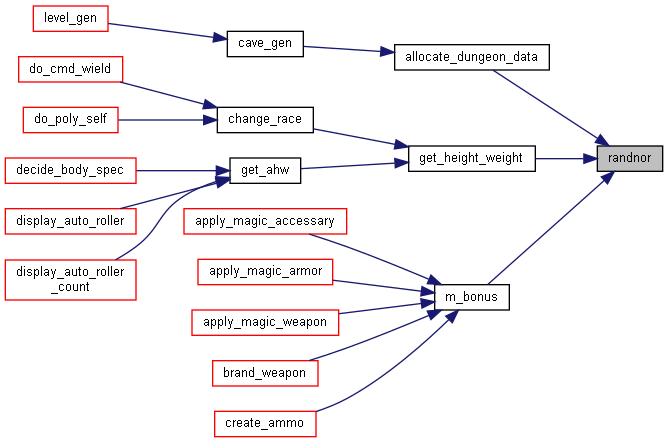 level_gen
cave_gen
allocate_dungeon_data
do_cmd_wield
do_poly_self
change_race
get_height_weight
randnor
decide_body_spec
get_ahw
display_auto_roller
display_auto_roller
_count
apply_magic_accessary
apply_magic_armor
m_bonus
apply_magic_weapon
brand_weapon
create_ammo